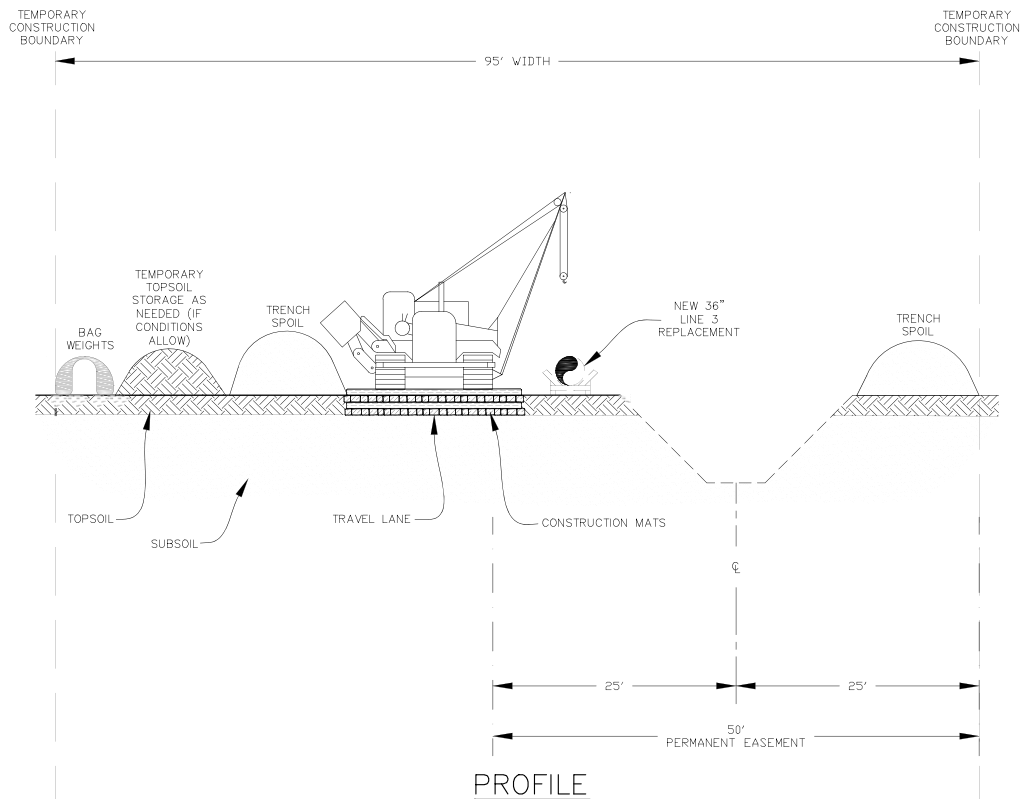 TEMPORARY
CONSTRUCTION
BOUNDARY
TEMPORARY
CONSTRUCTION
BOUNDARY
95' WIDTH
TEMPORARY
TOPSOIL
STORAGE AS
NEEDED (IF
CONDITIONS
ALLOW)
BAG
WEIGHTS
TRENCH
SPOIL
NEW 36"
LINE 3
REPLACEMENT
TRENCH
SPOIL
TOPSOIL
SUBSOIL
TRAVEL LANE
CONSTRUCTION MATS
℄
25'
25'
50'
PERMANENT EASEMENT
PROFILE